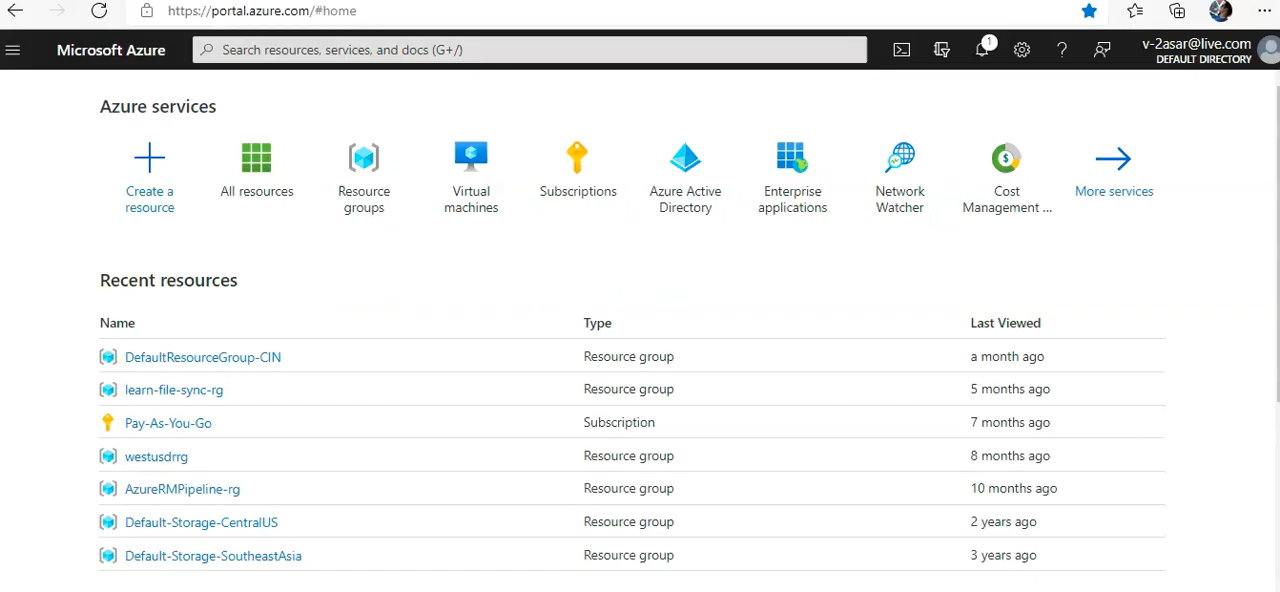 https://portal.azure.com/#home
Microsoft Azure
Search resources, services, and docs (G+/)
1
v-2asar@live.com
DEFAULT DIRECTORY
Azure services
Create a resource
All resources
Resource groups
Virtual machines
Subscriptions
Azure Active Directory
Enterprise applications
Network Watcher
Cost Management ...
More services
Recent resources
Name Type Last Viewed
DefaultResourceGroup-CIN Resource group a month ago
learn-file-sync-rg Resource group 5 months ago
Pay-As-You-Go Subscription 7 months ago
westusdrrg Resource group 8 months ago
AzureRMPipeline-rg Resource group 10 months ago
Default-Storage-CentralUS Resource group 2 years ago
Default-Storage-SoutheastAsia Resource group 3 years ago